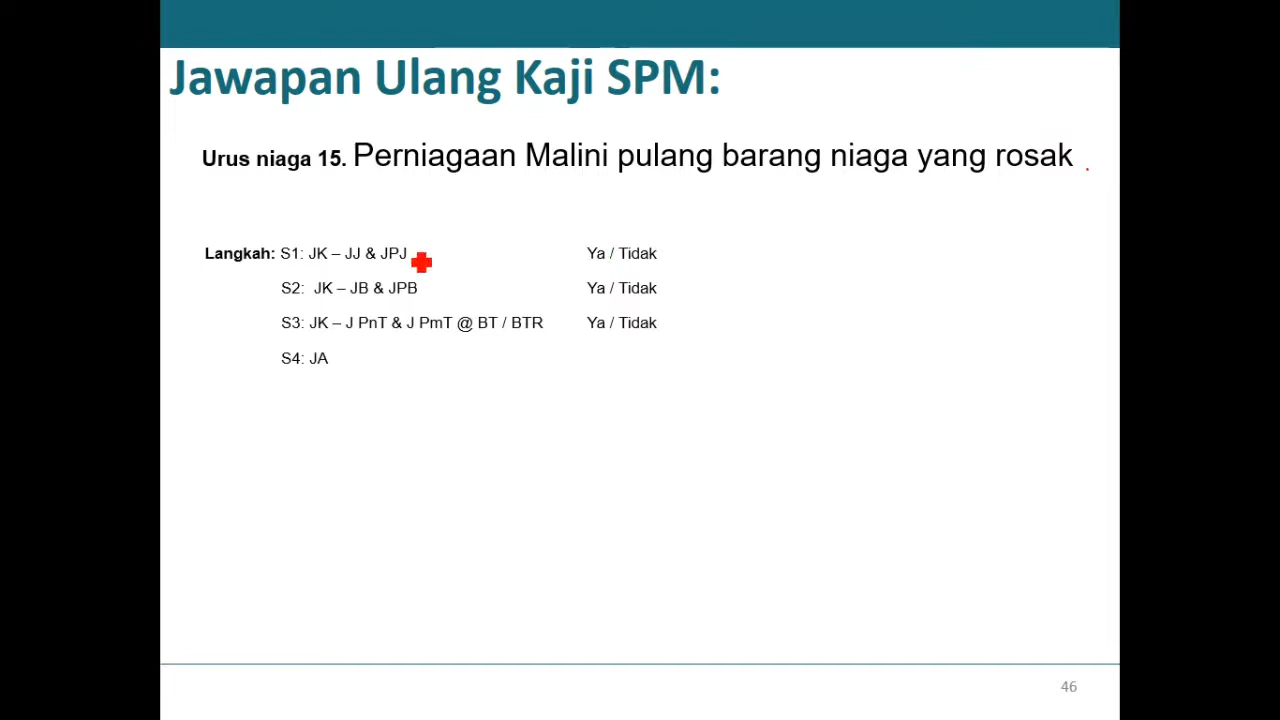 Jawapan Ulang Kaji SPM:
Urus niaga 15. Perniagaan Malini pulang barang niaga yang rosak .
Langkah: S1: JK – JJ & JPJ Ya / Tidak
S2: JK – JB & JPB Ya / Tidak
S3: JK – J PnT & J PmT @ BT / BTR Ya / Tidak
S4: JA
46